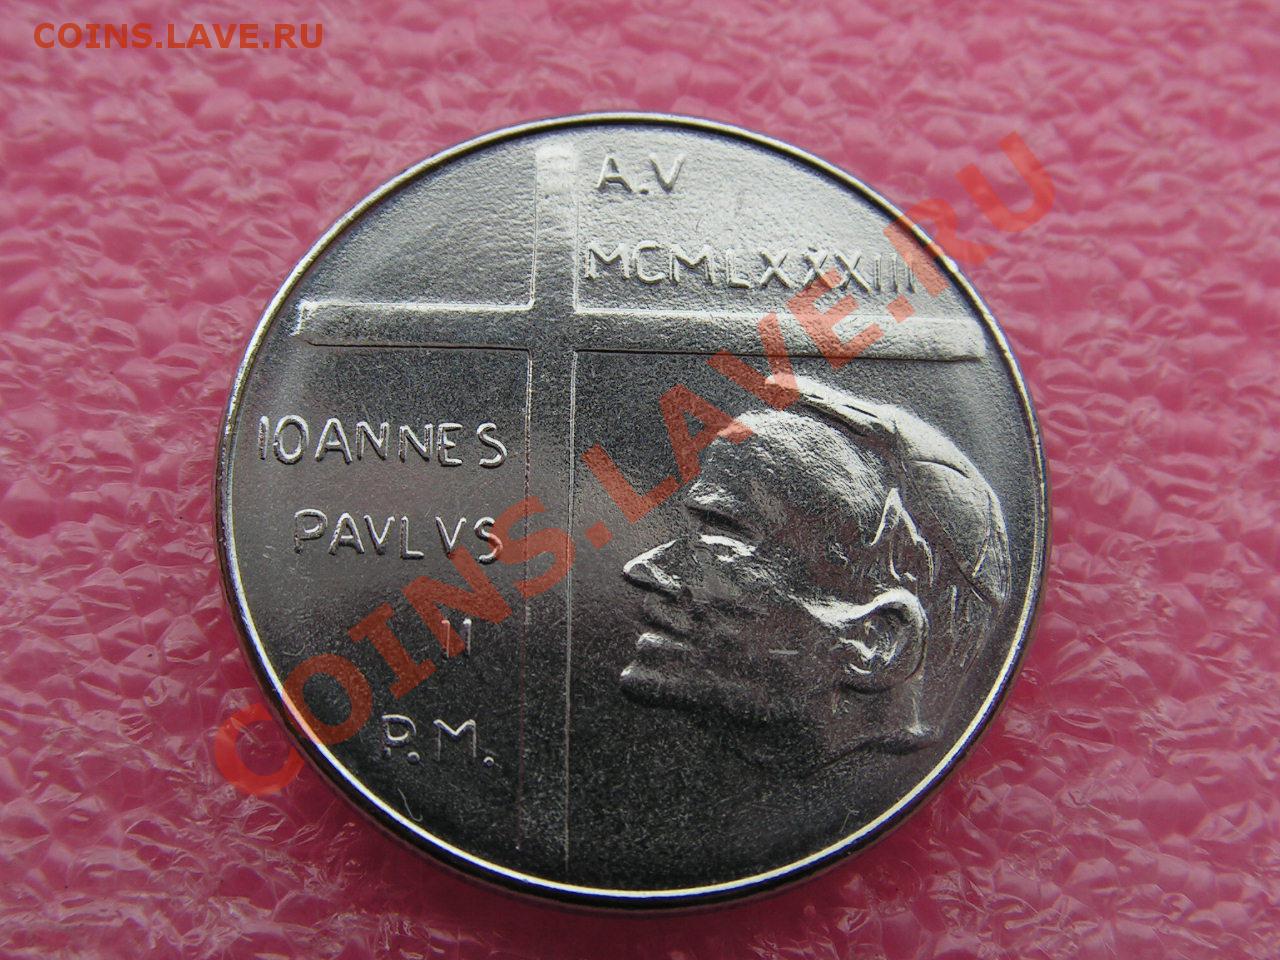 COINS.LAVE.RU
A.V
MCMLXXXIII
IOANNES
PAVLVS
II
P.M.
COINS.LAVE.RU